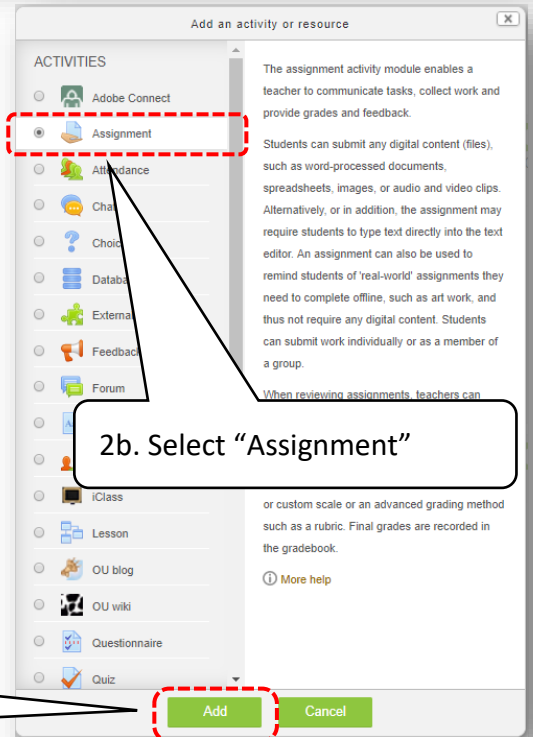 Add an activity or resource
ACTIVITIES
Adobe Connect
Assignment
Attendance
Chat
Choic
Databa
Externa
Feedback
Forum
iClass
Lesson
OU blog
OU wiki
Questionnaire
Quiz
The assignment activity module enables a
teacher to communicate tasks, collect work and
provide grades and feedback.
Students can submit any digital content (files),
such as word-processed documents,
spreadsheets, images, or audio and video clips.
Alternatively, or in addition, the assignment may
require students to type text directly into the text
editor. An assignment can also be used to
remind students of 'real-world' assignments they
need to complete offline, such as art work, and
thus not require any digital content. Students
can submit work individually or as a member of
a group.
When reviewing assignments, teachers can
2b. Select “Assignment”
or custom scale or an advanced grading method
such as a rubric. Final grades are recorded in
the gradebook.
More help
Add
Cancel